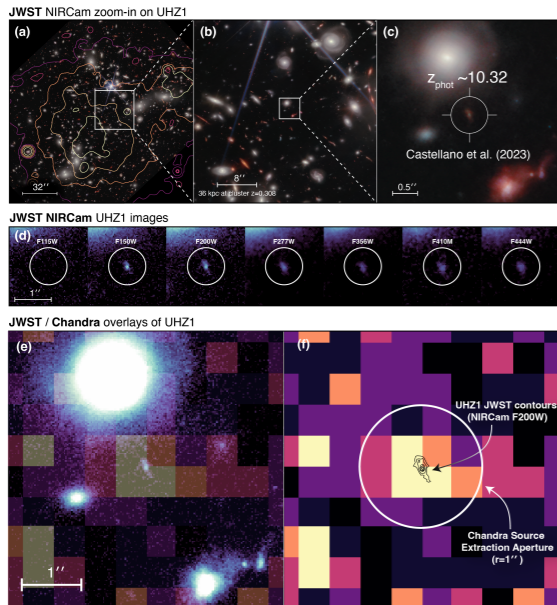 JWST NIRCam zoom-in on UHZ1
(a)
(b)
(c)
z_phot ~10.32
Castellano et al. (2023)
32′′
8′′
36 kpc at cluster z=0.308
0.5′′
JWST NIRCam UHZ1 images
(d)
F115W
F150W
F200W
F277W
F356W
F410M
F444W
1′′
JWST / Chandra overlays of UHZ1
(e)
(f)
UHZ1 JWST contours
(NIRCam F200W)
Chandra Source
Extraction Aperture
(r=1′′ )
1′′